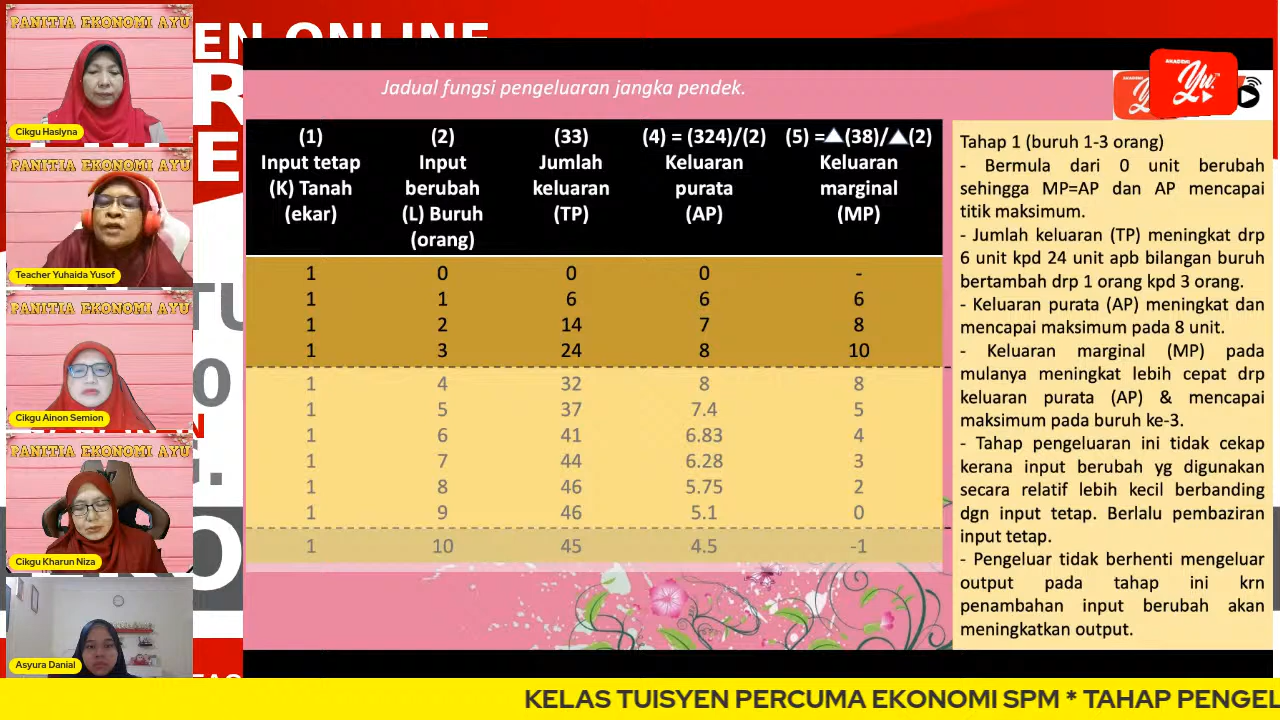 PANITIA EKONOMI AYU
Cikgu Haslyna
PANITIA EKONOMI AYU
Teacher Yuhaida Yusof
PANITIA EKONOMI AYU
Cikgu Ainon Semion
PANITIA EKONOMI AYU
Cikgu Kharun Niza
Asyura Danial
EN ONLINE
Jadual fungsi pengeluaran jangka pendek.
AKADEMI
Yu
(1) (2) (33) (4) = (324)/(2) (5) =▲(38)/▲(2)
Input tetap Input Jumlah Keluaran Keluaran
(K) Tanah berubah keluaran purata marginal
(ekar) (L) Buruh (TP) (AP) (MP)
(orang)
1 0 0 0 -
1 1 6 6 6
1 2 14 7 8
1 3 24 8 10
1 4 32 8 8
1 5 37 7.4 5
1 6 41 6.83 4
1 7 44 6.28 3
1 8 46 5.75 2
1 9 46 5.1 0
1 10 45 4.5 -1
Tahap 1 (buruh 1-3 orang)
- Bermula dari 0 unit berubah
sehingga MP=AP dan AP mencapai
titik maksimum.
- Jumlah keluaran (TP) meningkat drp
6 unit kpd 24 unit apb bilangan buruh
bertambah drp 1 orang kpd 3 orang.
- Keluaran purata (AP) meningkat dan
mencapai maksimum pada 8 unit.
- Keluaran marginal (MP) pada
mulanya meningkat lebih cepat drp
keluaran purata (AP) & mencapai
maksimum pada buruh ke-3.
- Tahap pengeluaran ini tidak cekap
kerana input berubah yg digunakan
secara relatif lebih kecil berbanding
dgn input tetap. Berlalu pembaziran
input tetap.
- Pengeluar tidak berhenti mengeluar
output pada tahap ini krn
penambahan input berubah akan
meningkatkan output.
KELAS TUISYEN PERCUMA EKONOMI SPM * TAHAP PENGEL